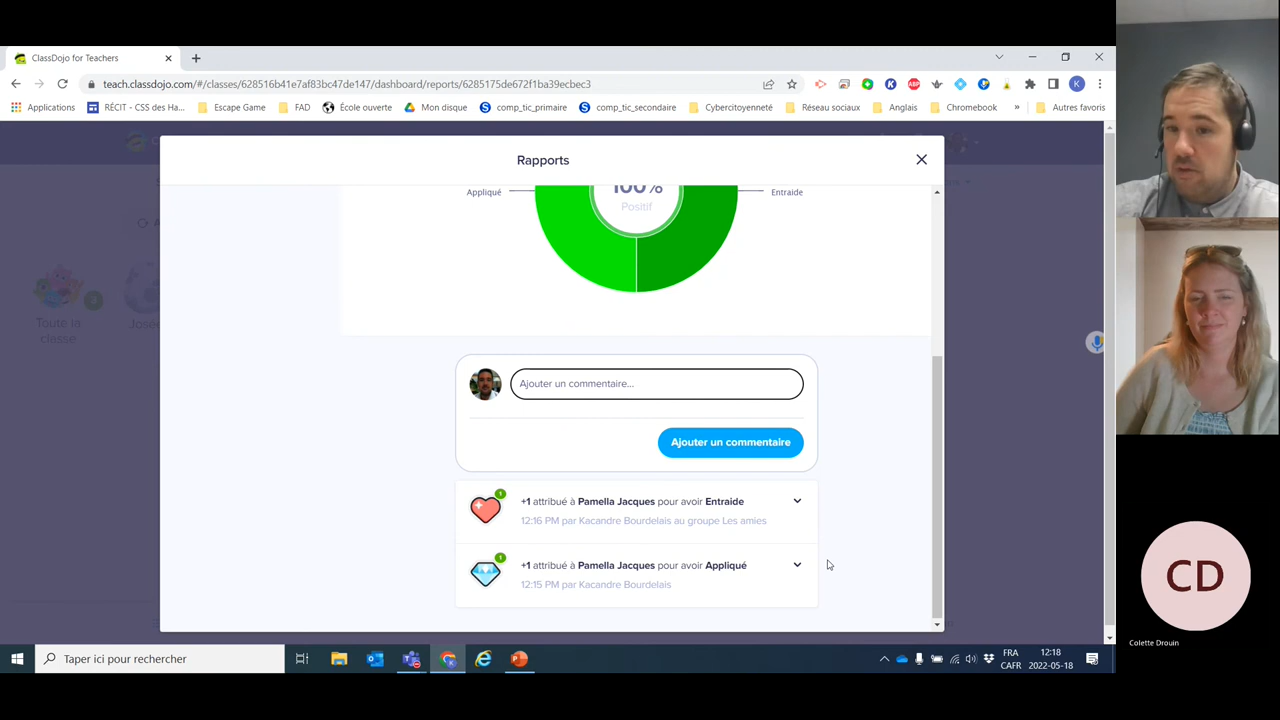 ClassDojo for Teachers
teach.classdojo.com/#/classes/628516b41e7af83bc47de147/dashboard/reports/6285175de672f1ba39ecbec3
Applications RÉCIT - CSS des Ha... Escape Game FAD École ouverte Mon disque comp_tic_primaire comp_tic_secondaire Cybercitoyenneté Réseau sociaux Anglais Chromebook » Autres favoris
Rapports
Appliqué
100%
Entraide
Positif
Toute la
classe
Ajouter un commentaire...
Ajouter un commentaire
+1 attribué à Pamella Jacques pour avoir Entraide
12:16 PM par Kacandre Bourdelais au groupe Les amies
+1 attribué à Pamella Jacques pour avoir Appliqué
12:15 PM par Kacandre Bourdelais
CD
Colette Drouin
Taper ici pour rechercher
FRA
CAFR
12:18
2022-05-18